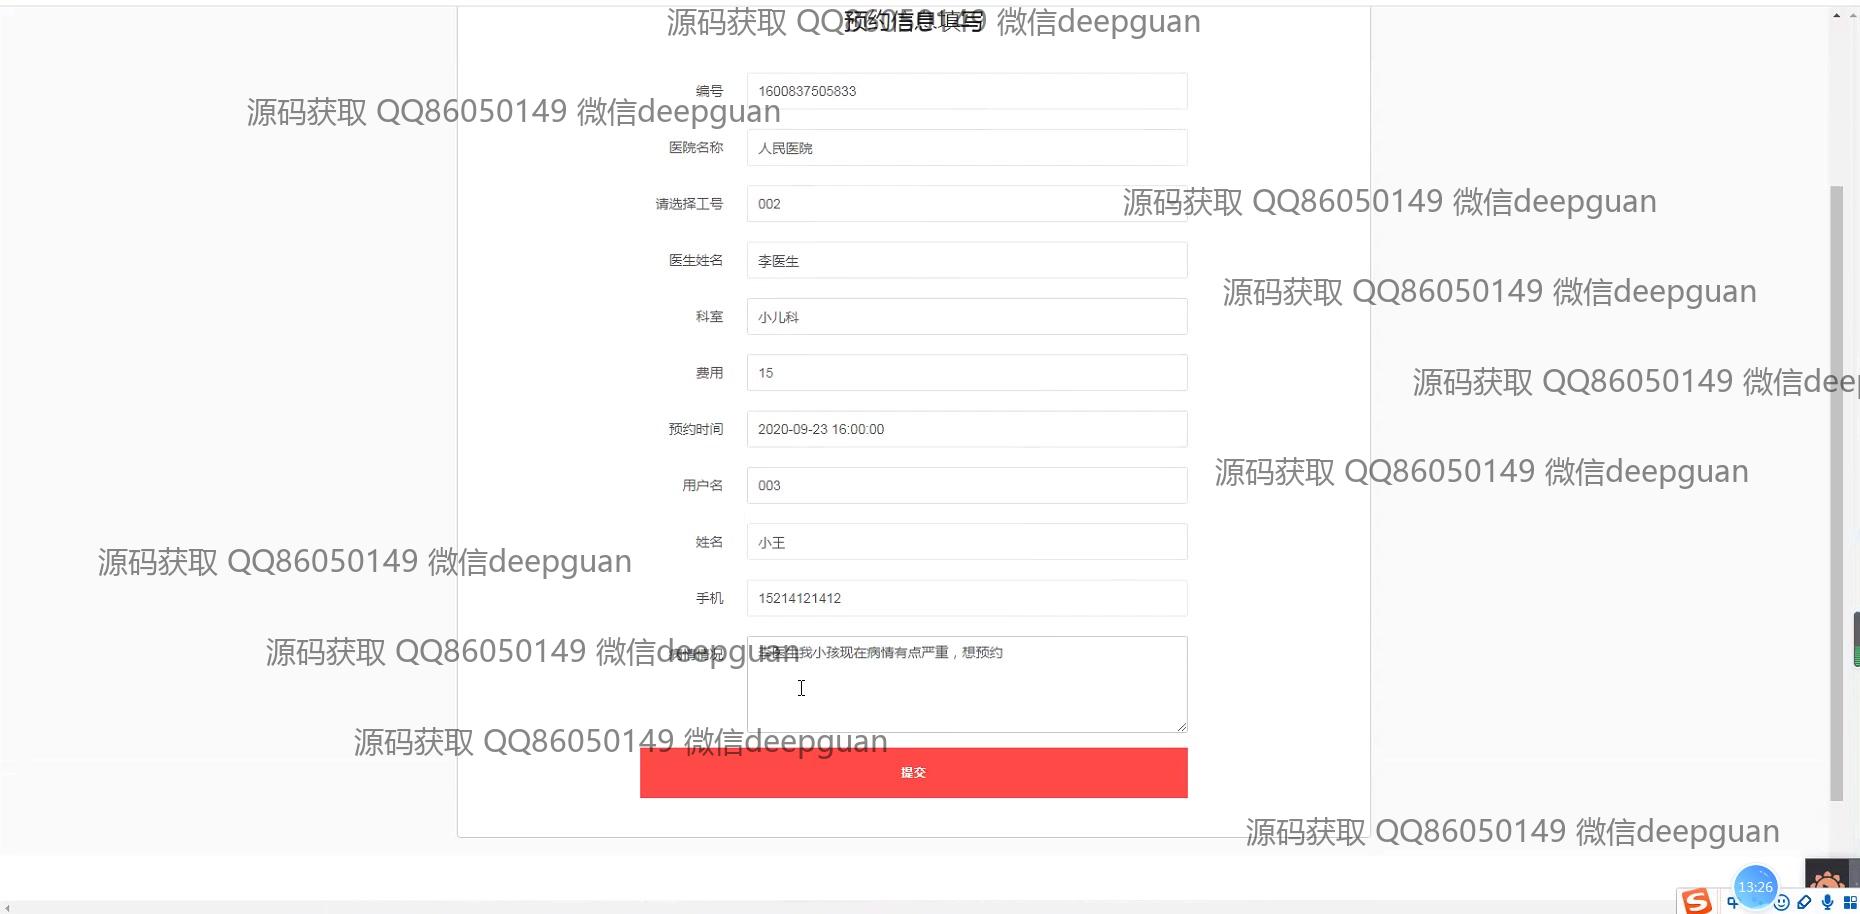 源码获取 QQ86050149 微信deepguan
预约信息填写
编号 1600837505833
源码获取 QQ86050149 微信deepguan
医院名称 人民医院
请选择工号 002
源码获取 QQ86050149 微信deepguan
医生姓名 李医生
源码获取 QQ86050149 微信deepguan
科室 小儿科
费用 15
源码获取 QQ86050149 微信deep
预约时间 2020-09-23 16:00:00
源码获取 QQ86050149 微信deepguan
用户名 003
姓名 小王
源码获取 QQ86050149 微信deepguan
手机 15214121412
源码获取 QQ86050149 微信deepguan
医生我小孩现在病情有点严重，想预约
源码获取 QQ86050149 微信deepguan
提交
源码获取 QQ86050149 微信deepguan
13:26
中